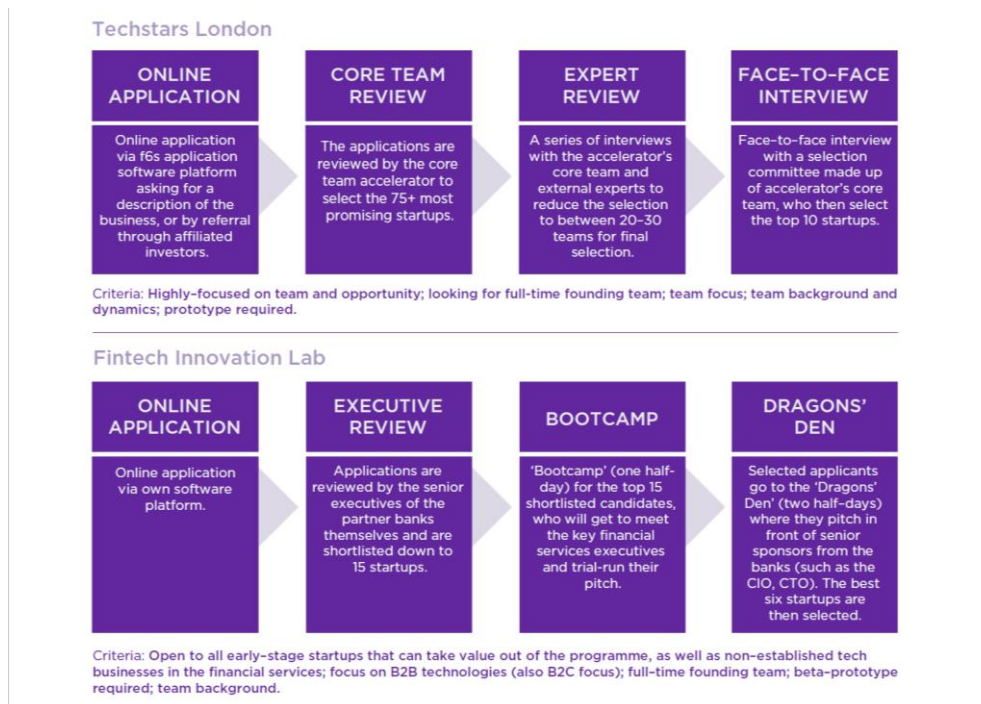 Techstars London
ONLINE
APPLICATION
Online application
via f6s application
software platform
asking for a
description of the
business, or by referral
through affiliated
investors.
CORE TEAM
REVIEW
The applications are
reviewed by the core
team accelerator to
select the 75+ most
promising startups.
EXPERT
REVIEW
A series of interviews
with the accelerator's
core team and
external experts to
reduce the selection
to between 20–30
teams for final
selection.
FACE–TO–FACE
INTERVIEW
Face–to–face interview
with a selection
committee made up
of accelerator's core
team, who then select
the top 10 startups.
Criteria: Highly–focused on team and opportunity; looking for full-time founding team; team focus; team background and
dynamics; prototype required.
Fintech Innovation Lab
ONLINE
APPLICATION
Online application
via own software
platform.
EXECUTIVE
REVIEW
Applications are
reviewed by the senior
executives of the
partner banks
themselves and are
shortlisted down to
15 startups.
BOOTCAMP
'Bootcamp' (one half-
day) for the top 15
shortlisted candidates,
who will get to meet
the key financial
services executives
and trial-run their
pitch.
DRAGONS'
DEN
Selected applicants
go to the 'Dragons'
Den' (two half–days)
where they pitch in
front of senior
sponsors from the
banks (such as the
CIO, CTO). The best
six startups are
then selected.
Criteria: Open to all early–stage startups that can take value out of the programme, as well as non–established tech
businesses in the financial services; focus on B2B technologies (also B2C focus); full–time founding team; beta–prototype
required; team background.